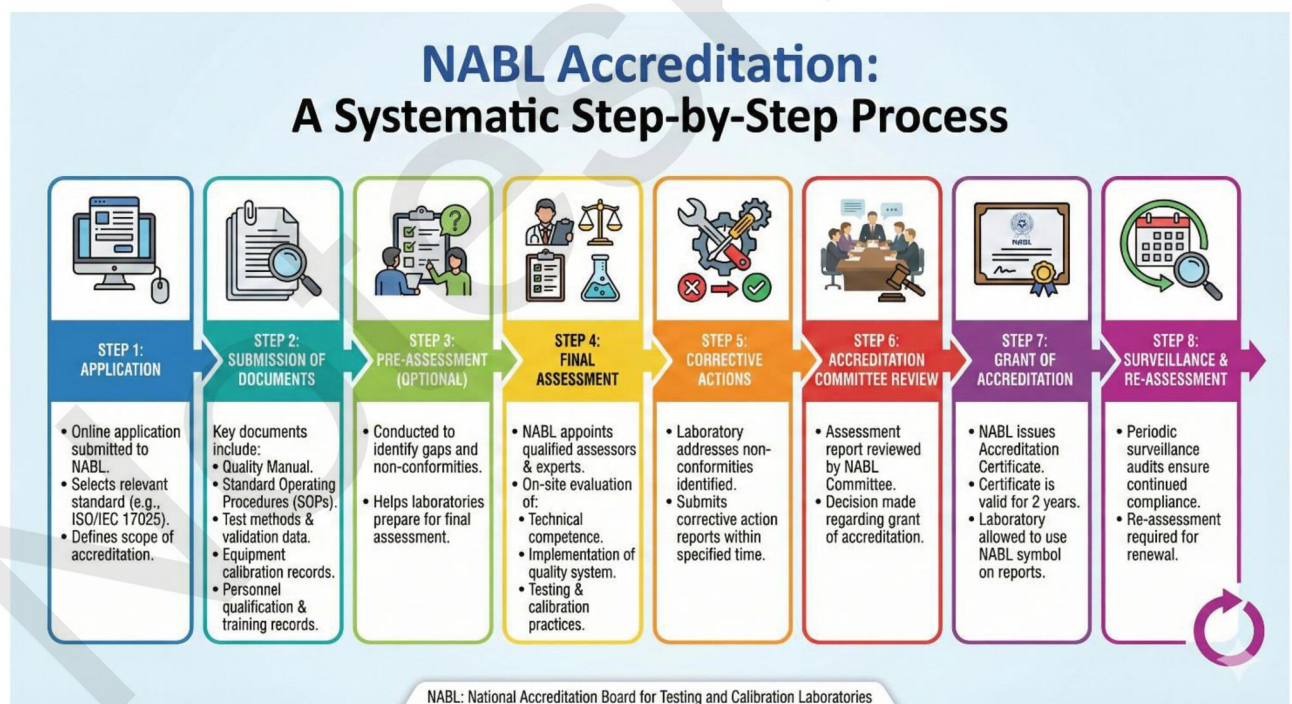 NABL Accreditation:
A Systematic Step-by-Step Process
STEP 1:
APPLICATION
• Online application
submitted to
NABL.
• Selects relevant
standard (e.g.,
ISO/IEC 17025).
• Defines scope of
accreditation.
STEP 2:
SUBMISSION OF
DOCUMENTS
Key documents
include:
• Quality Manual.
• Standard Operating
Procedures (SOPs).
• Test methods &
validation data.
• Equipment
calibration records.
• Personnel
qualification &
training records.
STEP 3:
PRE-ASSESSMENT
(OPTIONAL)
• Conducted to
identify gaps and
non-conformities.
• Helps laboratories
prepare for final
assessment.
STEP 4:
FINAL
ASSESSMENT
• NABL appoints
qualified assessors
& experts.
• On-site evaluation
of:
• Technical
competence.
• Implementation of
quality system.
• Testing &
calibration
practices.
STEP 5:
CORRECTIVE
ACTIONS
• Laboratory
addresses non-
conformities
identified.
• Submits
corrective action
reports within
specified time.
STEP 6:
ACCREDITATION
COMMITTEE REVIEW
• Assessment
report reviewed
by NABL
Committee.
• Decision made
regarding grant
of accreditation.
NABL
STEP 7:
GRANT OF
ACCREDITATION
• NABL issues
Accreditation
Certificate.
• Certificate is
valid for 2 years.
• Laboratory
allowed to use
NABL symbol
on reports.
STEP 8:
SURVEILLANCE &
RE-ASSESSMENT
• Periodic
surveillance
audits ensure
continued
compliance.
• Re-assessment
required for
renewal.
NABL: National Accreditation Board for Testing and Calibration Laboratories
Notes